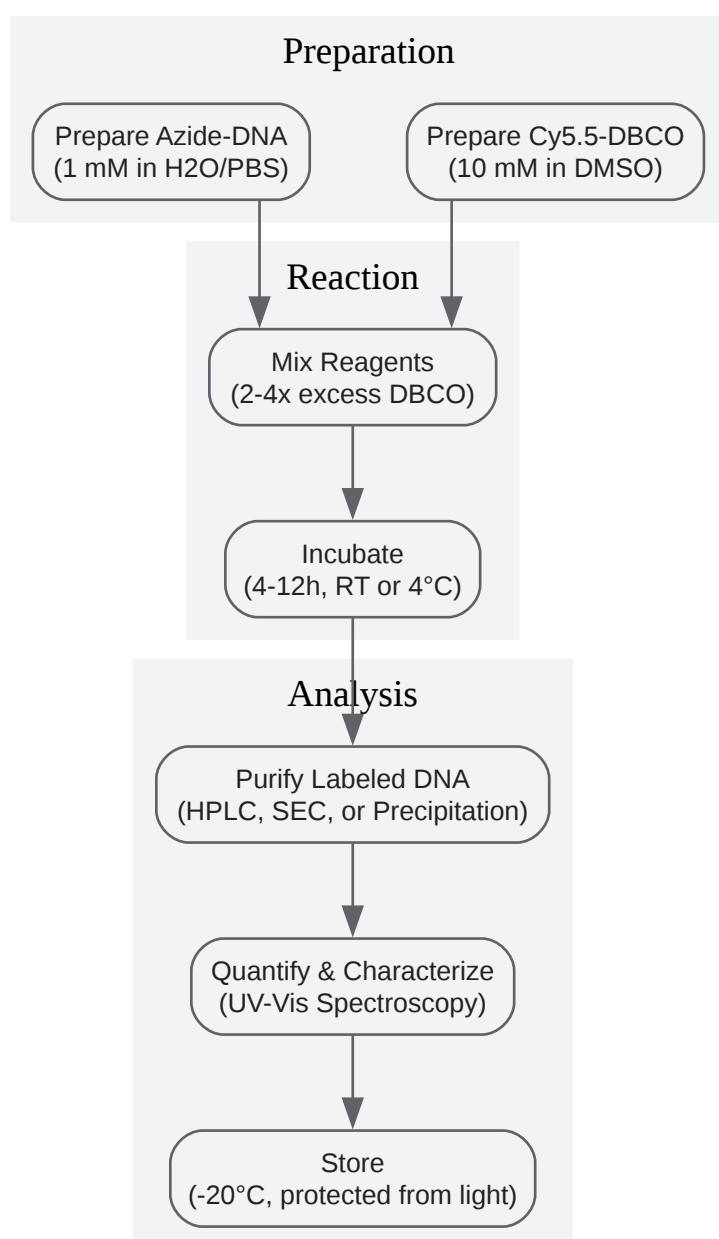 Preparation
Prepare Azide-DNA
(1 mM in H2O/PBS)
Prepare Cy5.5-DBCO
(10 mM in DMSO)
Reaction
Mix Reagents
(2-4x excess DBCO)
Incubate
(4-12h, RT or 4°C)
Analysis
Purify Labeled DNA
(HPLC, SEC, or Precipitation)
Quantify & Characterize
(UV-Vis Spectroscopy)
Store
(-20°C, protected from light)